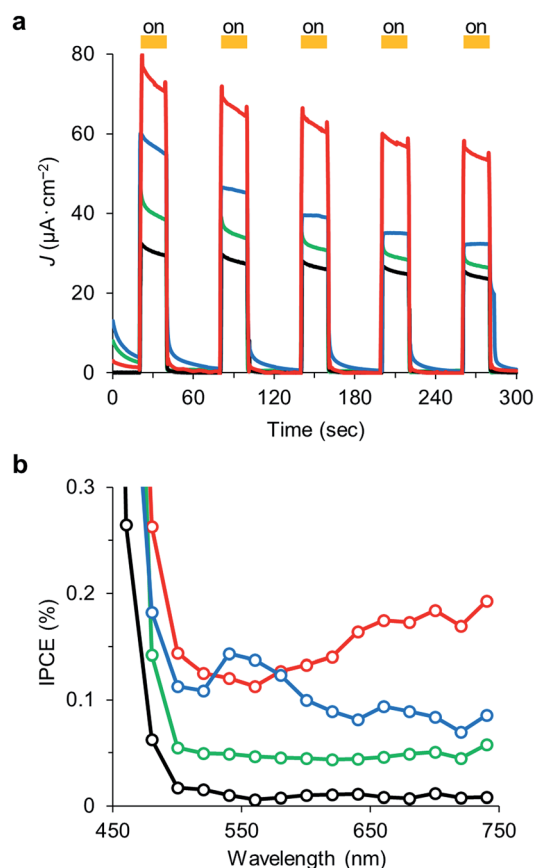 a
on on on on on
80
60
40
20
0
J (µA·cm⁻²)
0 60 120 180 240 300
Time (sec)
b
0.3
0.2
0.1
0
IPCE (%)
450 550 650 750
Wavelength (nm)